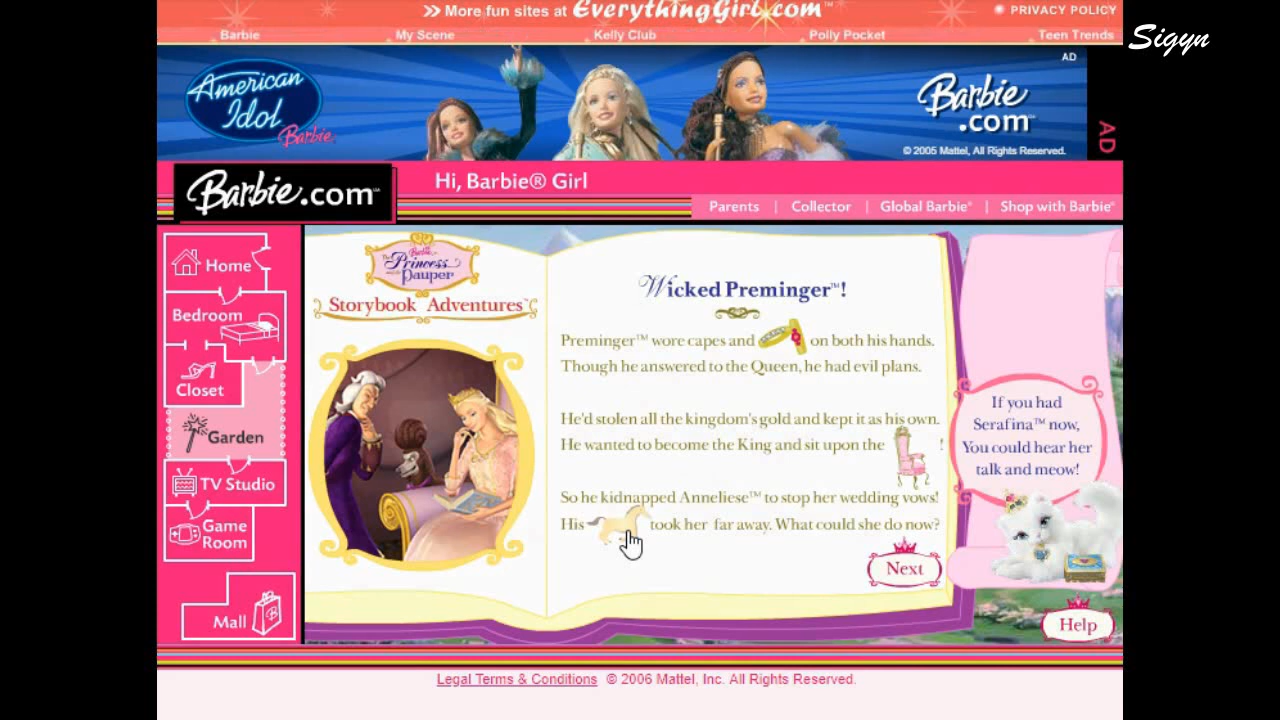 More fun sites at EverythingGirl.com™
PRIVACY POLICY
Barbie
My Scene
Kelly Club
Polly Pocket
Teen Trends
Sigyn
American Idol
Barbie
AD
Barbie.com
© 2005 Mattel, All Rights Reserved.
AD
Barbie.com
Hi, Barbie® Girl
Parents | Collector | Global Barbie® | Shop with Barbie®
Home
Bedroom
Closet
Garden
TV Studio
Game
Room
Mall
Barbie
The Princess
and the Pauper
Storybook Adventures™
Wicked Preminger™!
Preminger™ wore capes and on both his hands.
Though he answered to the Queen, he had evil plans.
He'd stolen all the kingdom's gold and kept it as his own.
He wanted to become the King and sit upon the !
So he kidnapped Anneliese™ to stop her wedding vows!
His took her far away. What could she do now?
Next
If you had
Serafina™ now,
You could hear her
talk and meow!
Help
Legal Terms & Conditions © 2006 Mattel, Inc. All Rights Reserved.